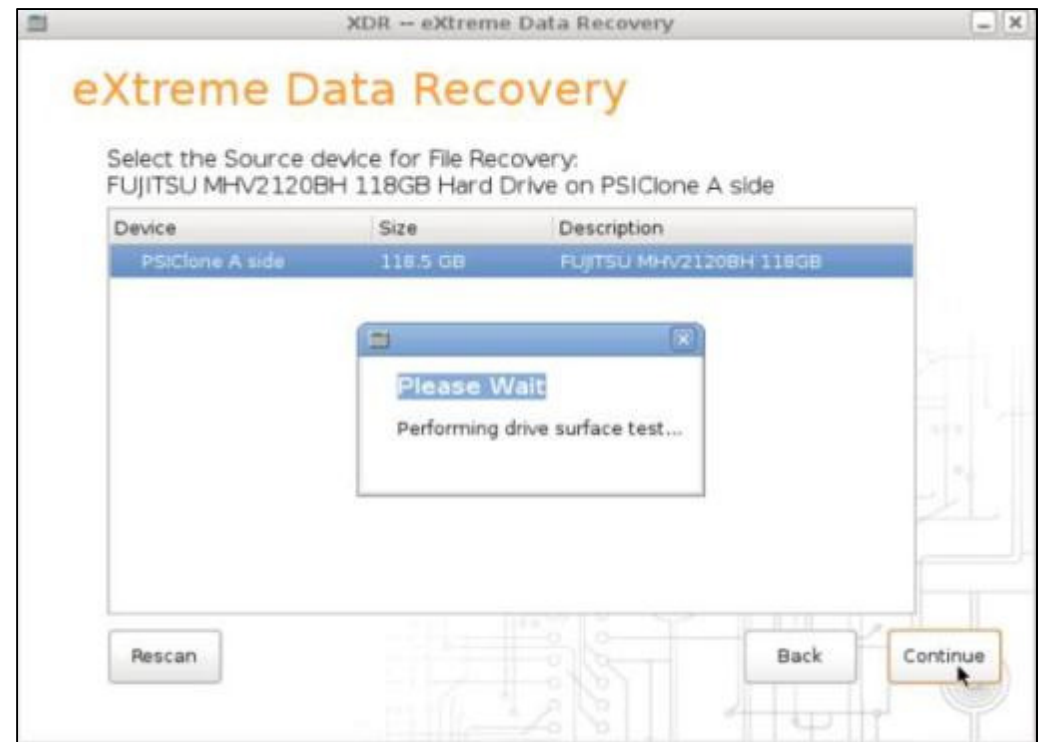 XDR -- eXtreme Data Recovery
eXtreme Data Recovery
Select the Source device for File Recovery:
FUJITSU MHV2120BH 118GB Hard Drive on PSIClone A side
Device Size Description
PSIClone A side 118.5 GB FUJITSU MHV2120BH 118GB
Please Wait
Performing drive surface test...
Rescan Back Continue